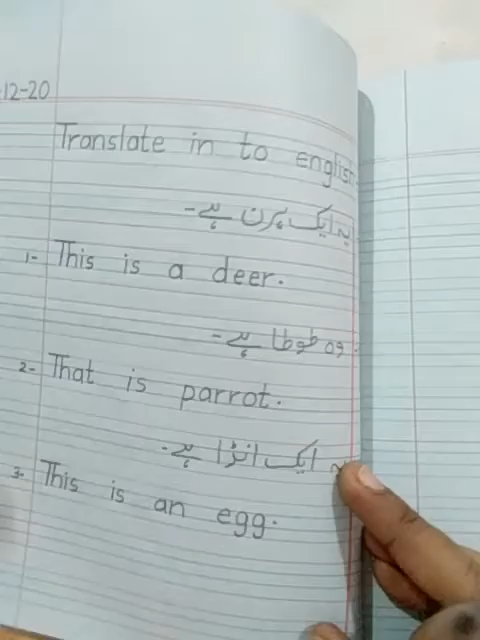 -12-20
Translate in to english
یہ ایک ہرن ہے۔
1- This is a deer.
وہ طوطا ہے۔
2- That is parrot.
یہ ایک انڈا ہے۔
3- This is an egg.